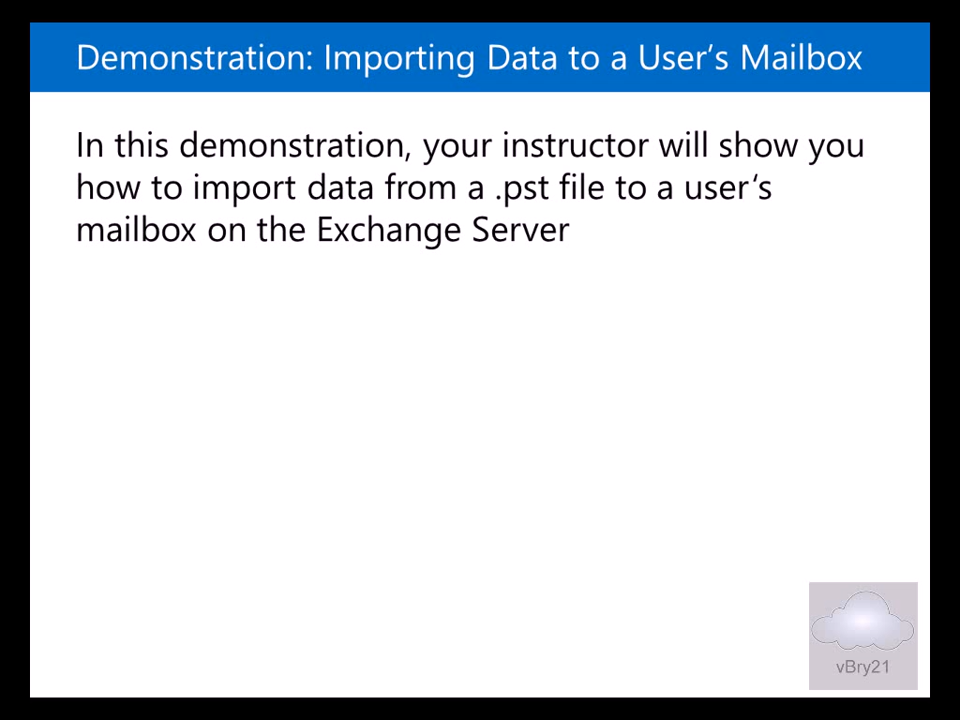 Demonstration: Importing Data to a User’s Mailbox
In this demonstration, your instructor will show you
how to import data from a .pst file to a user‘s
mailbox on the Exchange Server
vBry21